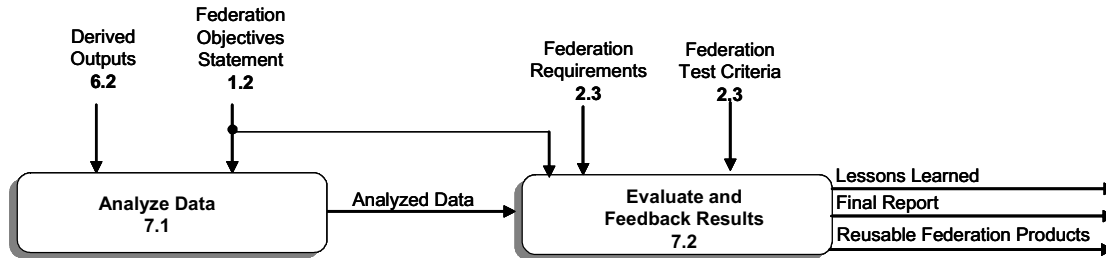 Derived
Outputs
6.2
Federation
Objectives
Statement
1.2
Federation
Requirements
2.3
Federation
Test Criteria
2.3
Analyze Data
7.1
Analyzed Data
Evaluate and
Feedback Results
7.2
Lessons Learned
Final Report
Reusable Federation Products